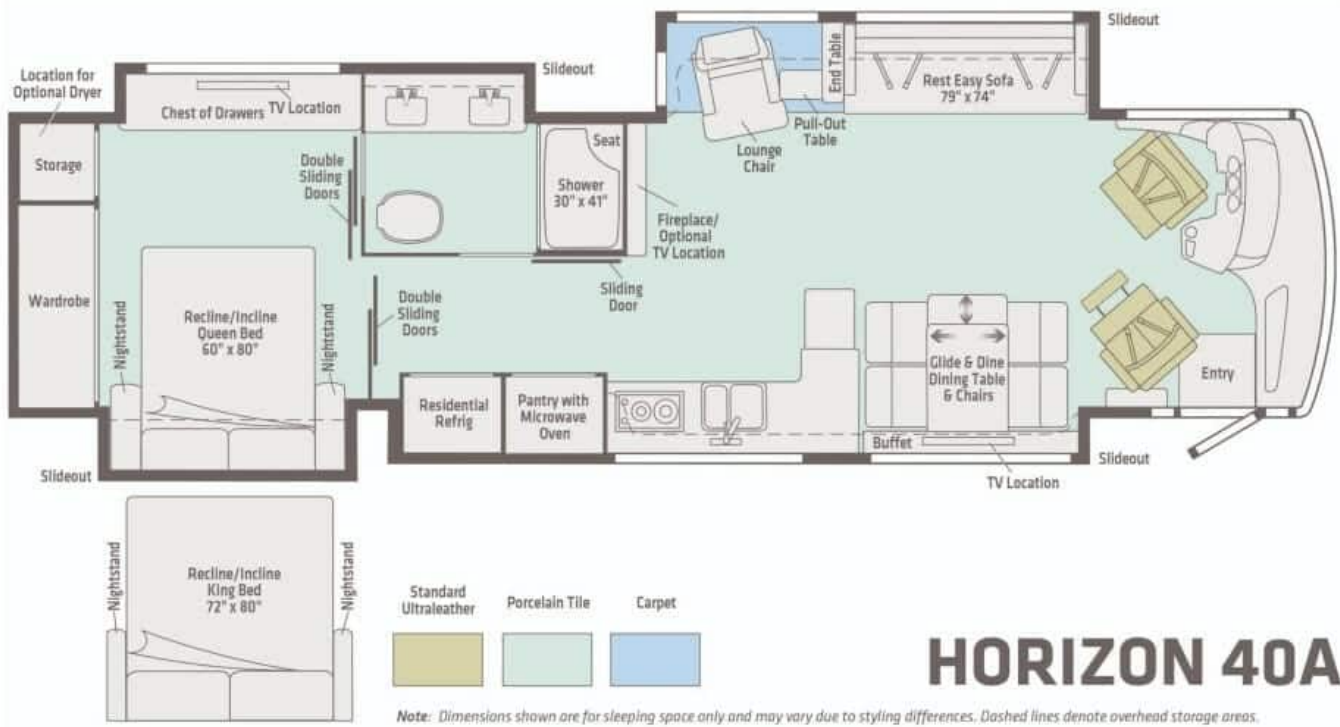 Slideout
Location for
Optional Dryer
Slideout
TV Location
Chest of Drawers
End Table
Rest Easy Sofa
79" x 74"
Pull-Out
Table
Lounge
Chair
Storage
Double
Sliding
Doors
Seat
Shower
30" x 41"
Fireplace/
Optional
TV Location
Sliding
Door
Wardrobe
Nightstand
Recline/Incline
Queen Bed
60" x 80"
Nightstand
Double
Sliding
Doors
Glide & Dine
Dining Table
& Chairs
Entry
Residential
Refrig
Pantry with
Microwave
Oven
Buffet
Slideout
TV Location
Slideout
Nightstand
Recline/Incline
King Bed
72" x 80"
Nightstand
Standard
Ultraleather
Porcelain Tile
Carpet
HORIZON 40A
Note: Dimensions shown are for sleeping space only and may vary due to styling differences. Dashed lines denote overhead storage areas.